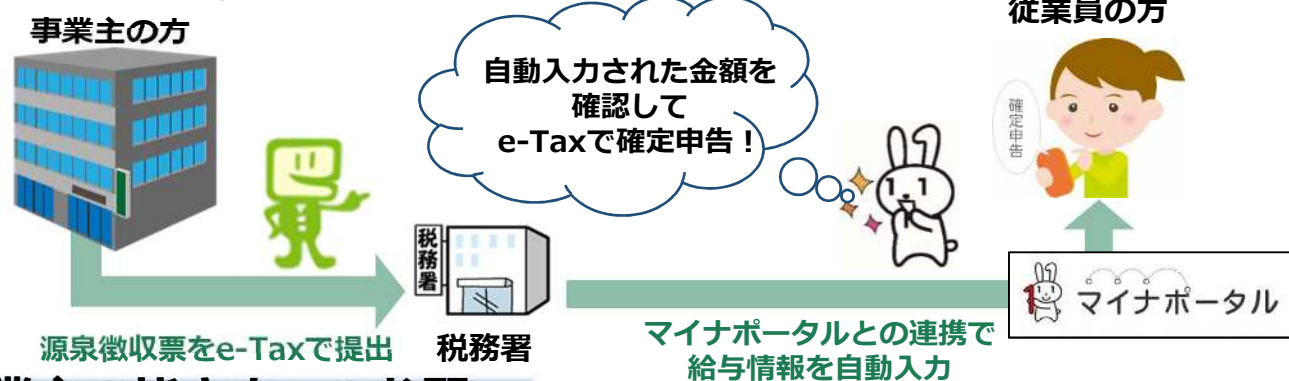 事業主の方
従業員の方
自動入力された金額を
確認して
e-Taxで確定申告！
確定申告
税務署
マイナポータル
源泉徴収票をe-Taxで提出
税務署
マイナポータルとの連携で
給与情報を自動入力